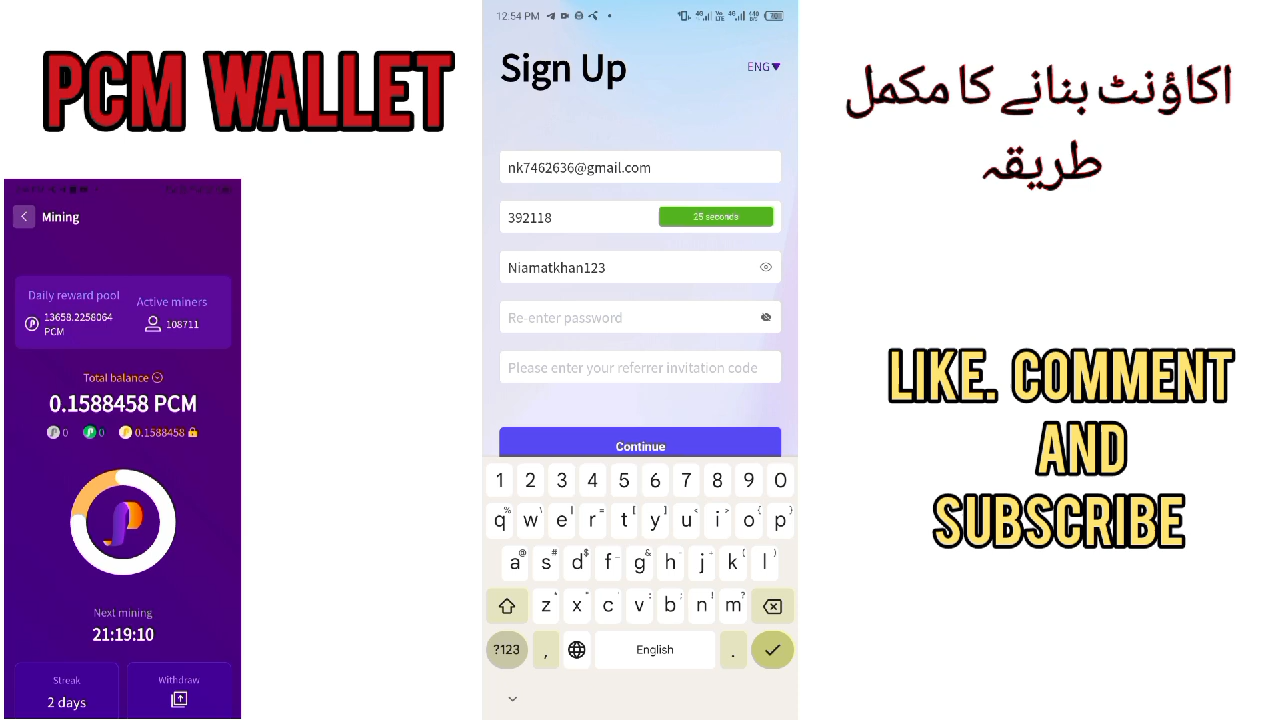 PCM WALLET
Mining
Daily reward pool
Active miners
13658.2258064
PCM
108711
Total balance
0.1588458 PCM
0
0
0.1588458
Next mining
21:19:10
Streak
Withdraw
2 days
12:54 PM
Sign Up
ENG▼
nk7462636@gmail.com
392118
25 seconds
Niamatkhan123
Re-enter password
Please enter your referrer invitation code
Continue
1 2 3 4 5 6 7 8 9 0
q w e r t y u i o p
a s d f g h j k l
z x c v b n m
?123 , English .
اکاؤنٹ بنانے کا مکمل
طریقہ
LIKE. COMMENT
AND
SUBSCRIBE